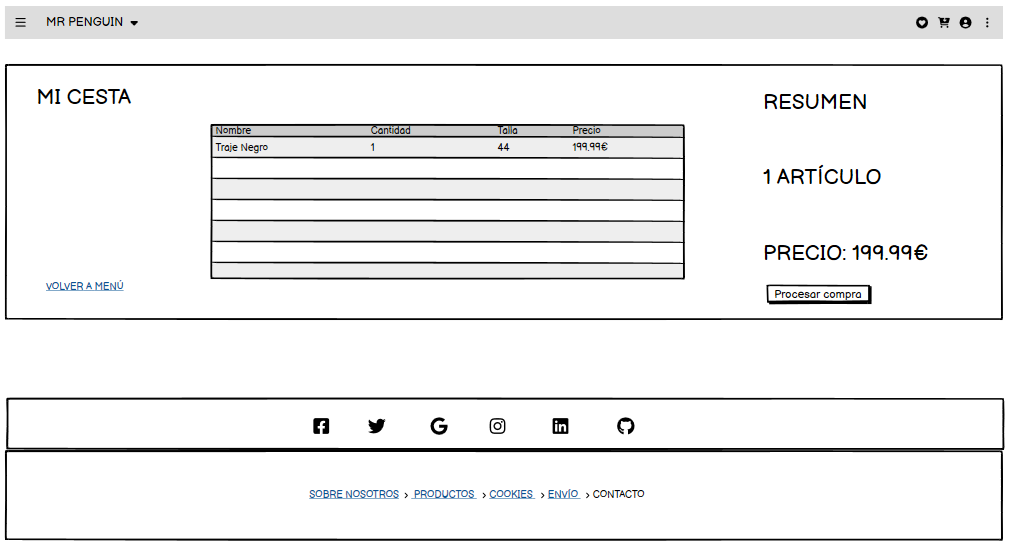 MR PENGUIN
MI CESTA
Nombre Cantidad Talla Precio
Traje Negro 1 44 199.99€
VOLVER A MENÚ
RESUMEN
1 ARTÍCULO
PRECIO: 199.99€
Procesar compra
SOBRE NOSOTROS > PRODUCTOS > COOKIES > ENVÍO > CONTACTO